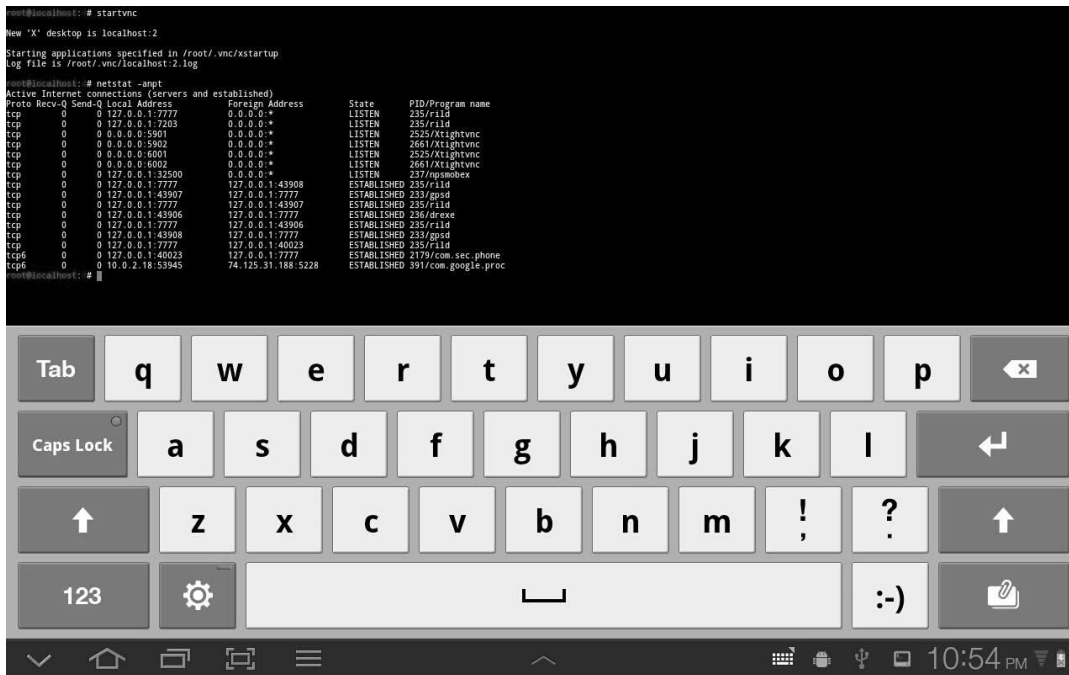 root@localhost: # startvnc
New 'X' desktop is localhost:2
Starting applications specified in /root/.vnc/xstartup
Log file is /root/.vnc/localhost:2.log
root@localhost: # netstat -anpt
Active Internet connections (servers and established)
Proto Recv-Q Send-Q Local Address Foreign Address State PID/Program name
tcp 0 0 127.0.0.1:7777 0.0.0.0:* LISTEN 235/rild
tcp 0 0 127.0.0.1:7203 0.0.0.0:* LISTEN 235/rild
tcp 0 0 0.0.0.0:5901 0.0.0.0:* LISTEN 2525/Xtightvnc
tcp 0 0 0.0.0.0:5902 0.0.0.0:* LISTEN 2661/Xtightvnc
tcp 0 0 0.0.0.0:6001 0.0.0.0:* LISTEN 2525/Xtightvnc
tcp 0 0 0.0.0.0:6002 0.0.0.0:* LISTEN 2661/Xtightvnc
tcp 0 0 127.0.0.1:32500 0.0.0.0:* LISTEN 237/npsmobex
tcp 0 0 127.0.0.1:7777 127.0.0.1:43908 ESTABLISHED 235/rild
tcp 0 0 127.0.0.1:43907 127.0.0.1:7777 ESTABLISHED 233/gpsd
tcp 0 0 127.0.0.1:7777 127.0.0.1:43907 ESTABLISHED 235/rild
tcp 0 0 127.0.0.1:43906 127.0.0.1:7777 ESTABLISHED 236/drexe
tcp 0 0 127.0.0.1:7777 127.0.0.1:43906 ESTABLISHED 235/rild
tcp 0 0 127.0.0.1:43908 127.0.0.1:7777 ESTABLISHED 233/gpsd
tcp 0 0 127.0.0.1:7777 127.0.0.1:40023 ESTABLISHED 235/rild
tcp6 0 0 127.0.0.1:40023 127.0.0.1:7777 ESTABLISHED 2179/com.sec.phone
tcp6 0 0 10.0.2.18:53945 74.125.31.188:5228 ESTABLISHED 391/com.google.proc
root@localhost: #
Tab q w e r t y u i o p
Caps Lock a s d f g h j k l
z x c v b n m ! , ? .
123 :-)
10:54 PM